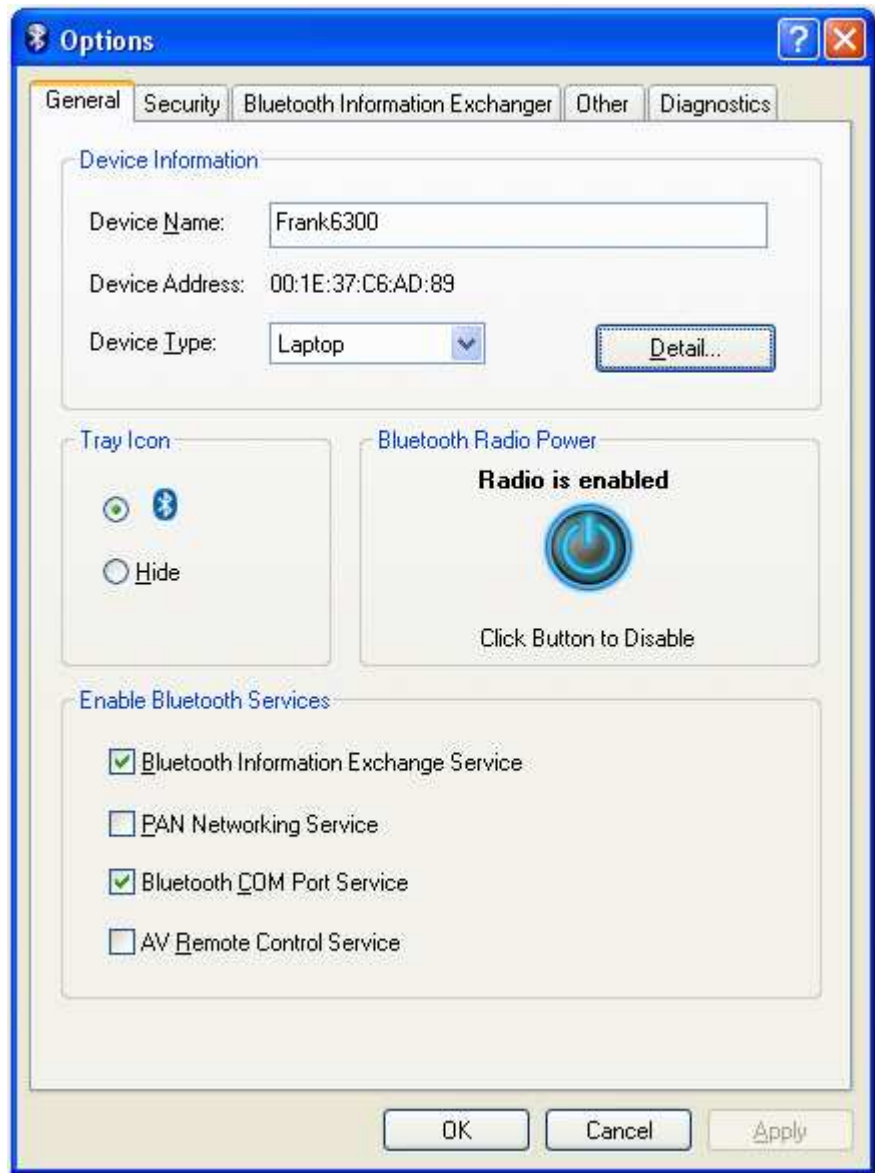 Options
General Security Bluetooth Information Exchanger Other Diagnostics
Device Information
Device Name: Frank6300
Device Address: 00:1E:37:C6:AD:89
Device Type: Laptop Detail...
Tray Icon Bluetooth Radio Power
Radio is enabled
Hide
Click Button to Disable
Enable Bluetooth Services
Bluetooth Information Exchange Service
PAN Networking Service
Bluetooth COM Port Service
AV Remote Control Service
OK Cancel Apply